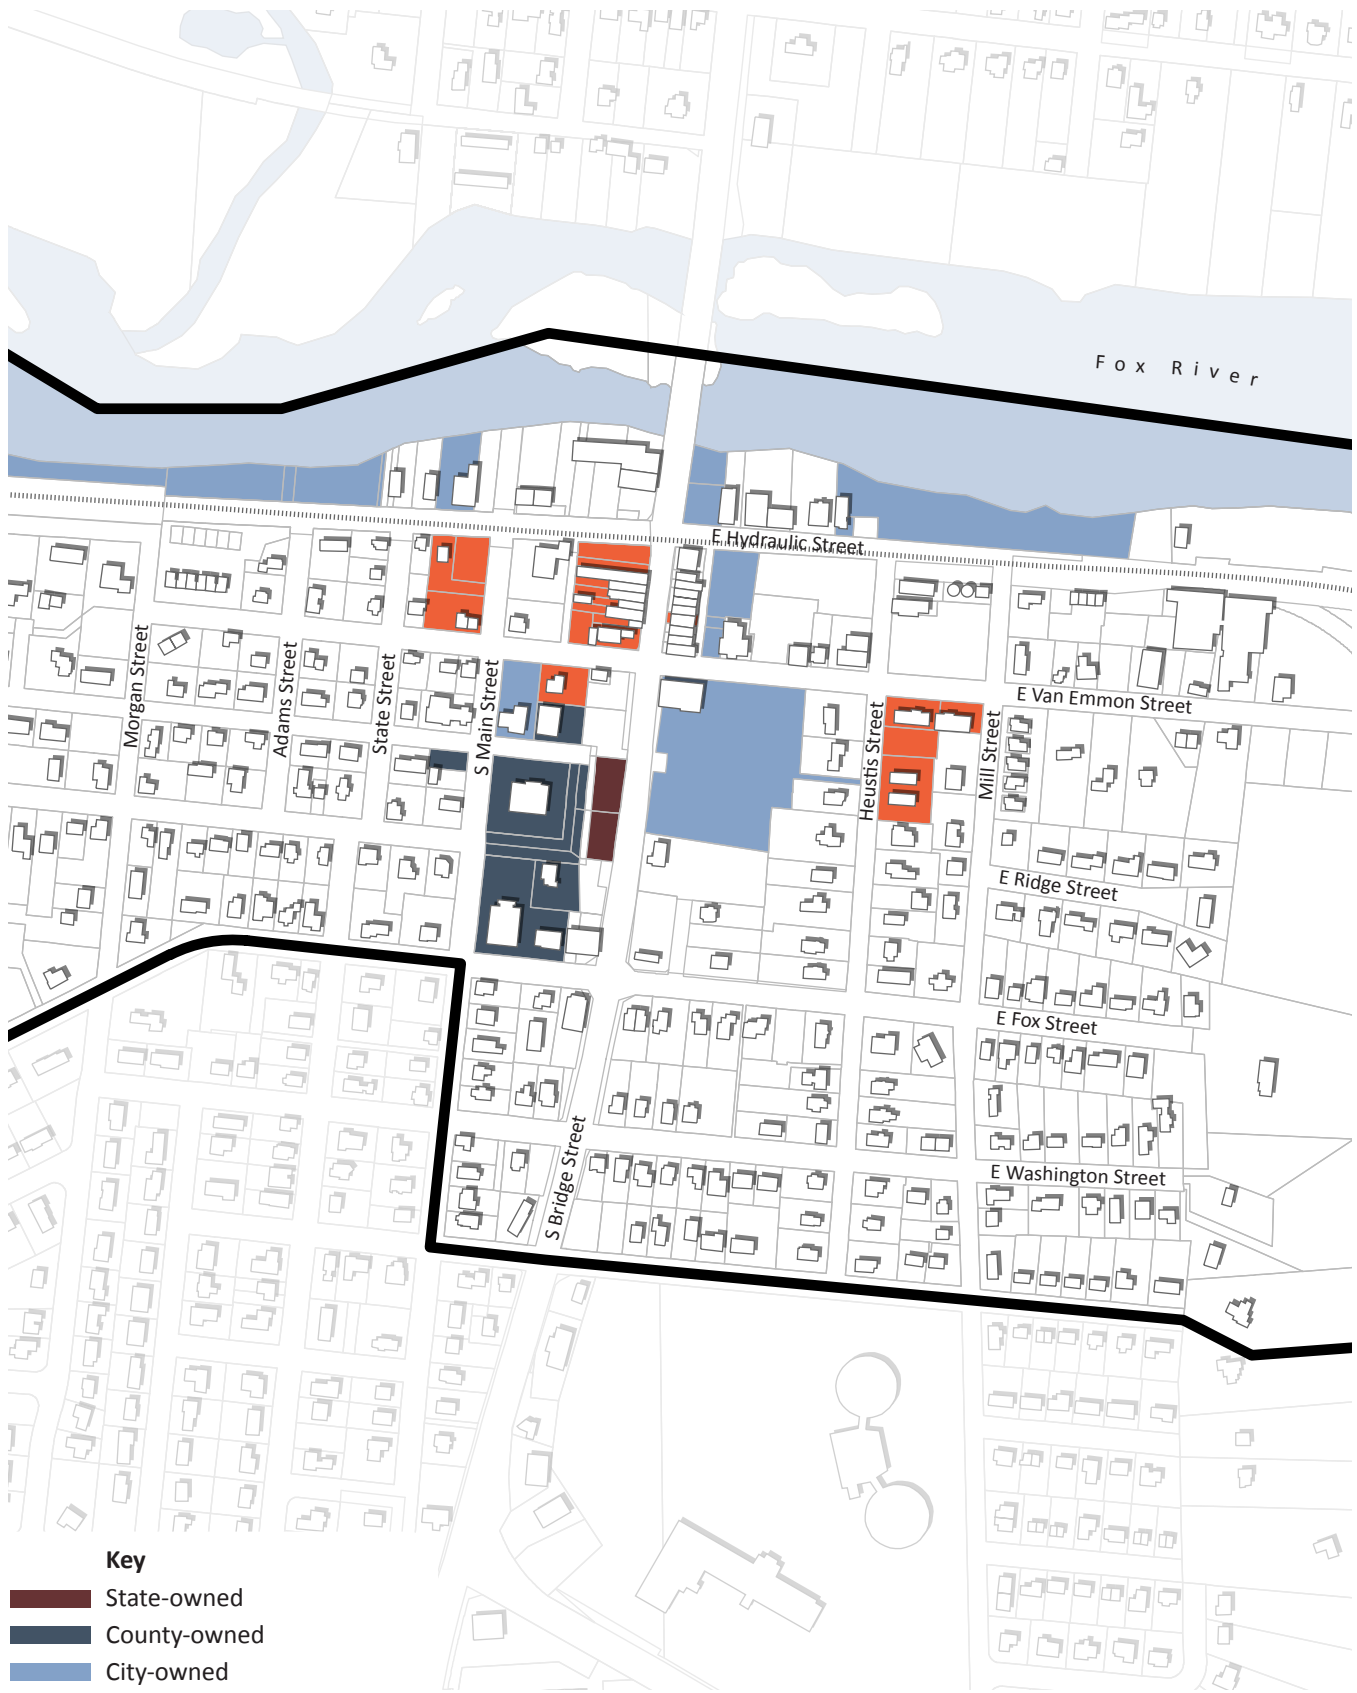 Fox River
E Hydraulic Street
Morgan Street
Adams Street
State Street
S Main Street
E Van Emmon Street
Heustis Street
Mill Street
E Ridge Street
E Fox Street
S Bridge Street
E Washington Street
Key
State-owned
County-owned
City-owned